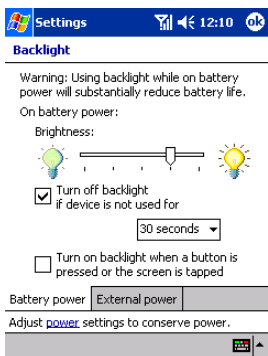 Settings 12:10 ok
Backlight
Warning: Using backlight while on battery
power will substantially reduce battery life.
On battery power:
Brightness:
Turn off backlight
if device is not used for
30 seconds
Turn on backlight when a button is
pressed or the screen is tapped
Battery power External power
Adjust power settings to conserve power.